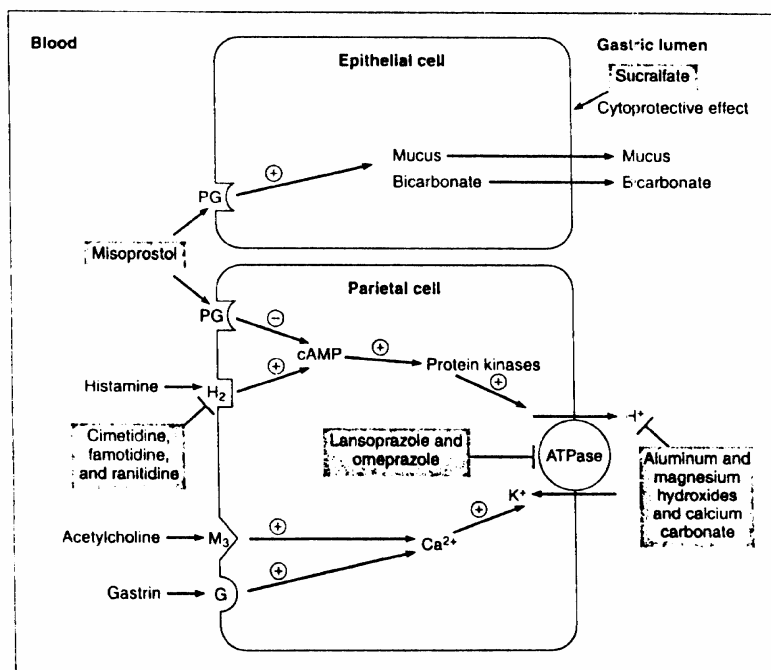 Blood
Epithelial cell
Gastric lumen
Sucralfate
Cytoprotective effect
+
Mucus
Mucus
Bicarbonate
B carbonate
PG
Misoprostol
Parietal cell
PG
−
cAMP
+
Protein kinases
+
+
Histamine
H₂
Cimetidine,
famotidine,
and ranitidine
Lansoprazole and
omeprazole
ATPase
H⁺
Aluminum and
magnesium
hydroxides
and calcium
carbonate
K⁺
+
Acetylcholine
M₃
+
Ca²⁺
+
Gastrin
G